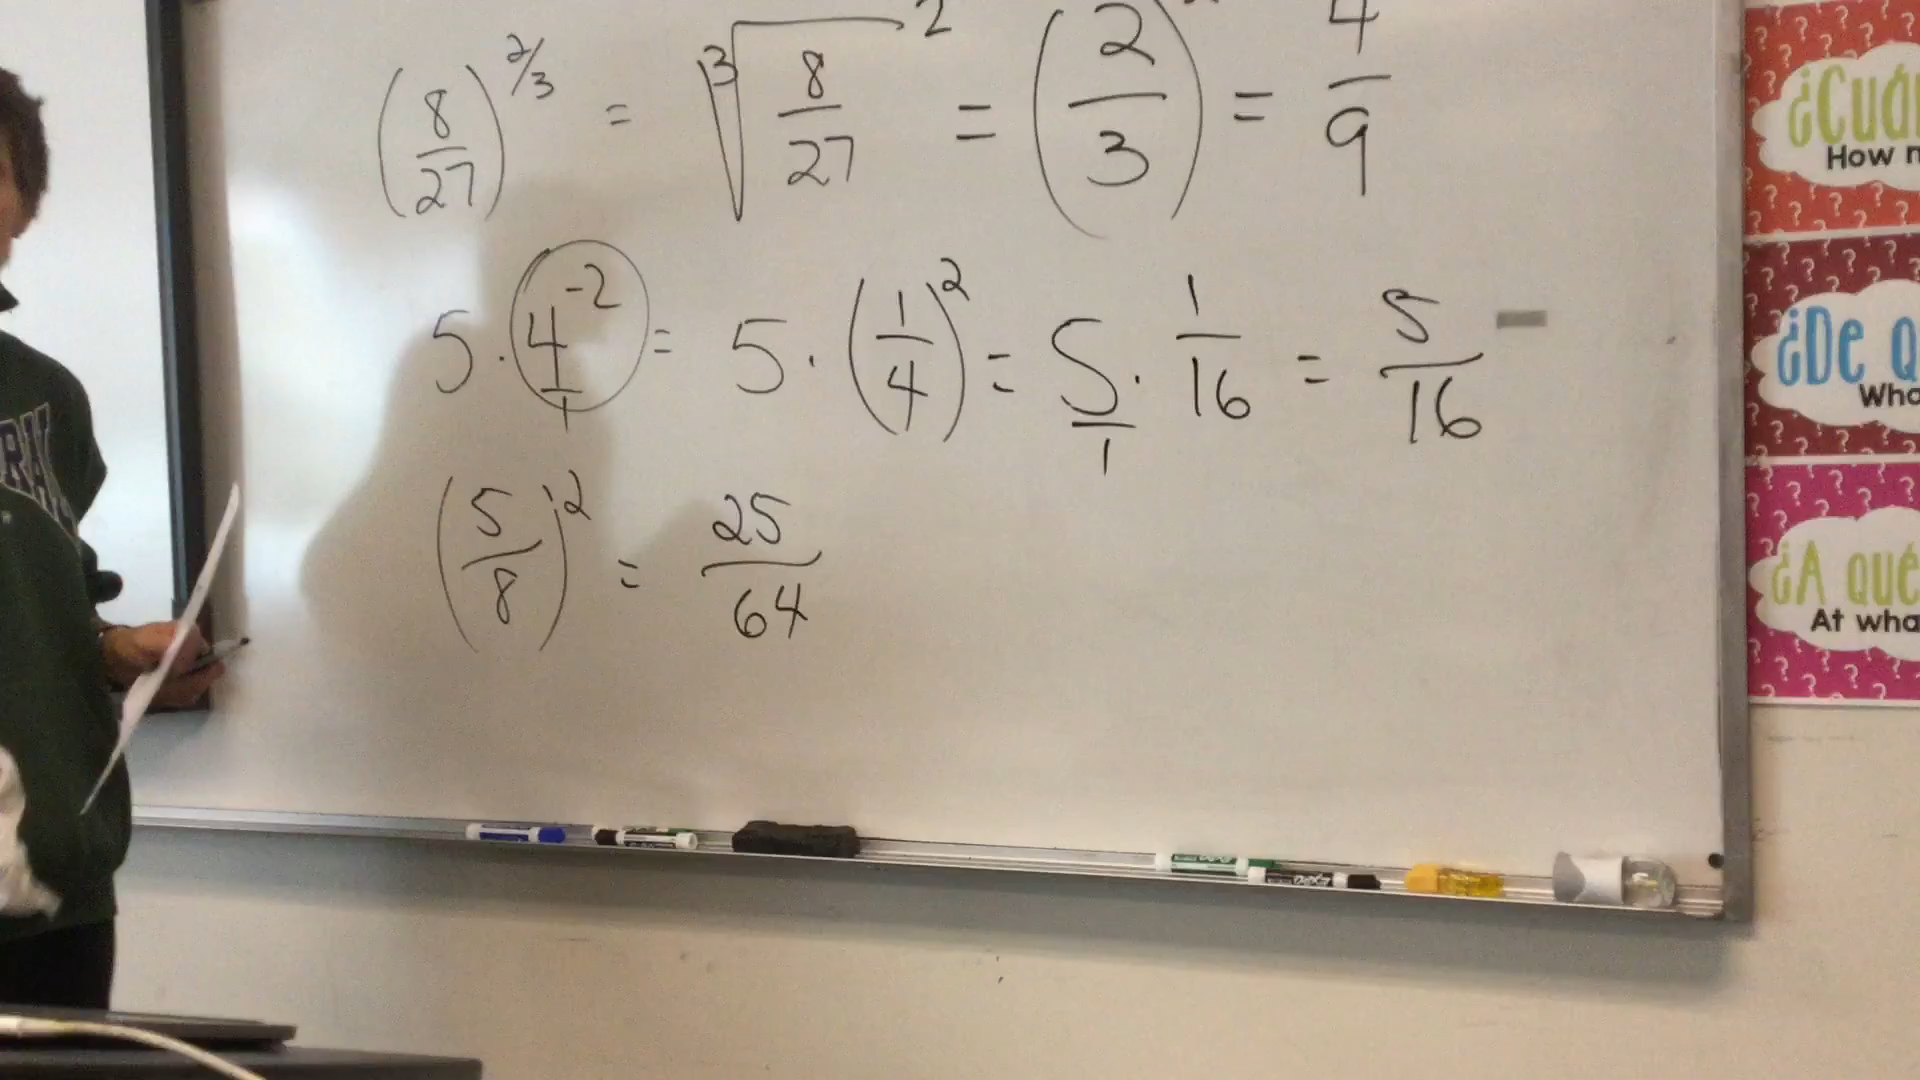 (8/27)^2/3 = ∛(8/27)^2 = (2/3) = 4/9
5 · 4^-2/1 = 5 · (1/4)^2 = 5/1 · 1/16 = 5/16
(5/8)^·2 = 25/64
¿Cuá
How
¿De q
Wha
¿A qué
At wha